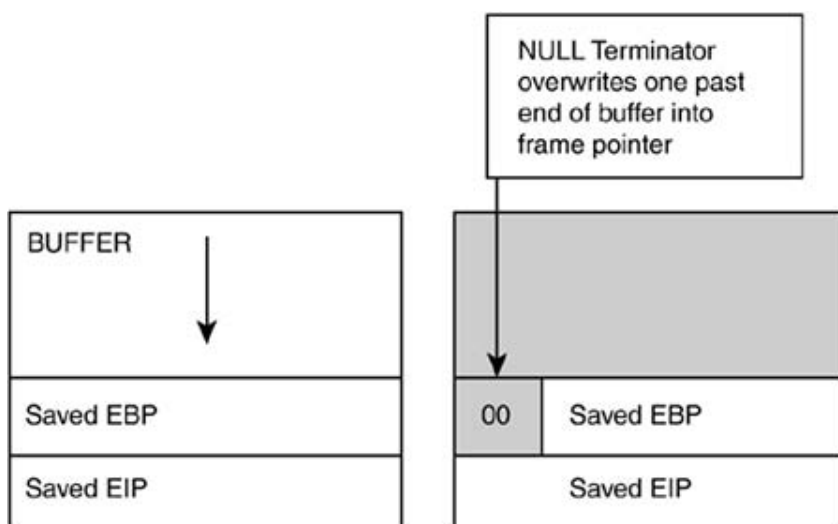 NULL Terminator
overwrites one past
end of buffer into
frame pointer
BUFFER
Saved EBP
Saved EIP
00
Saved EBP
Saved EIP